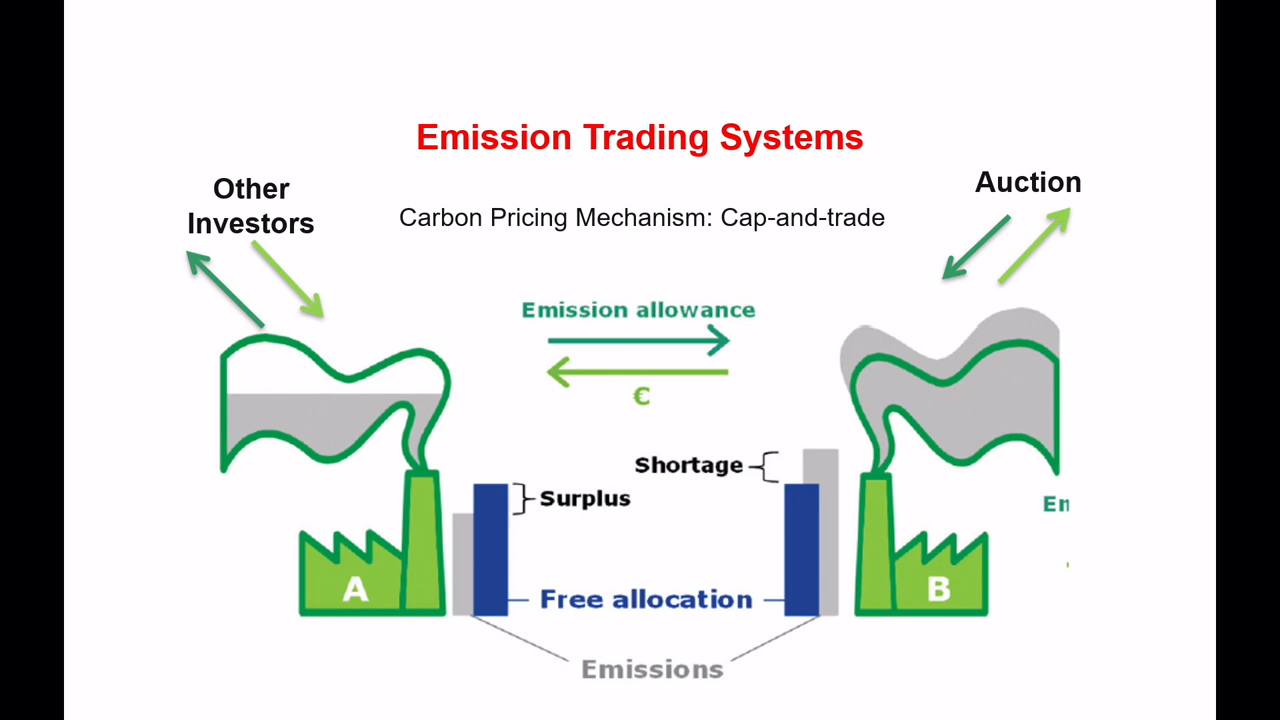 Emission Trading Systems
Other
Investors
Auction
Carbon Pricing Mechanism: Cap-and-trade
Emission allowance
€
Shortage
Surplus
En
A
B
Free allocation
Emissions